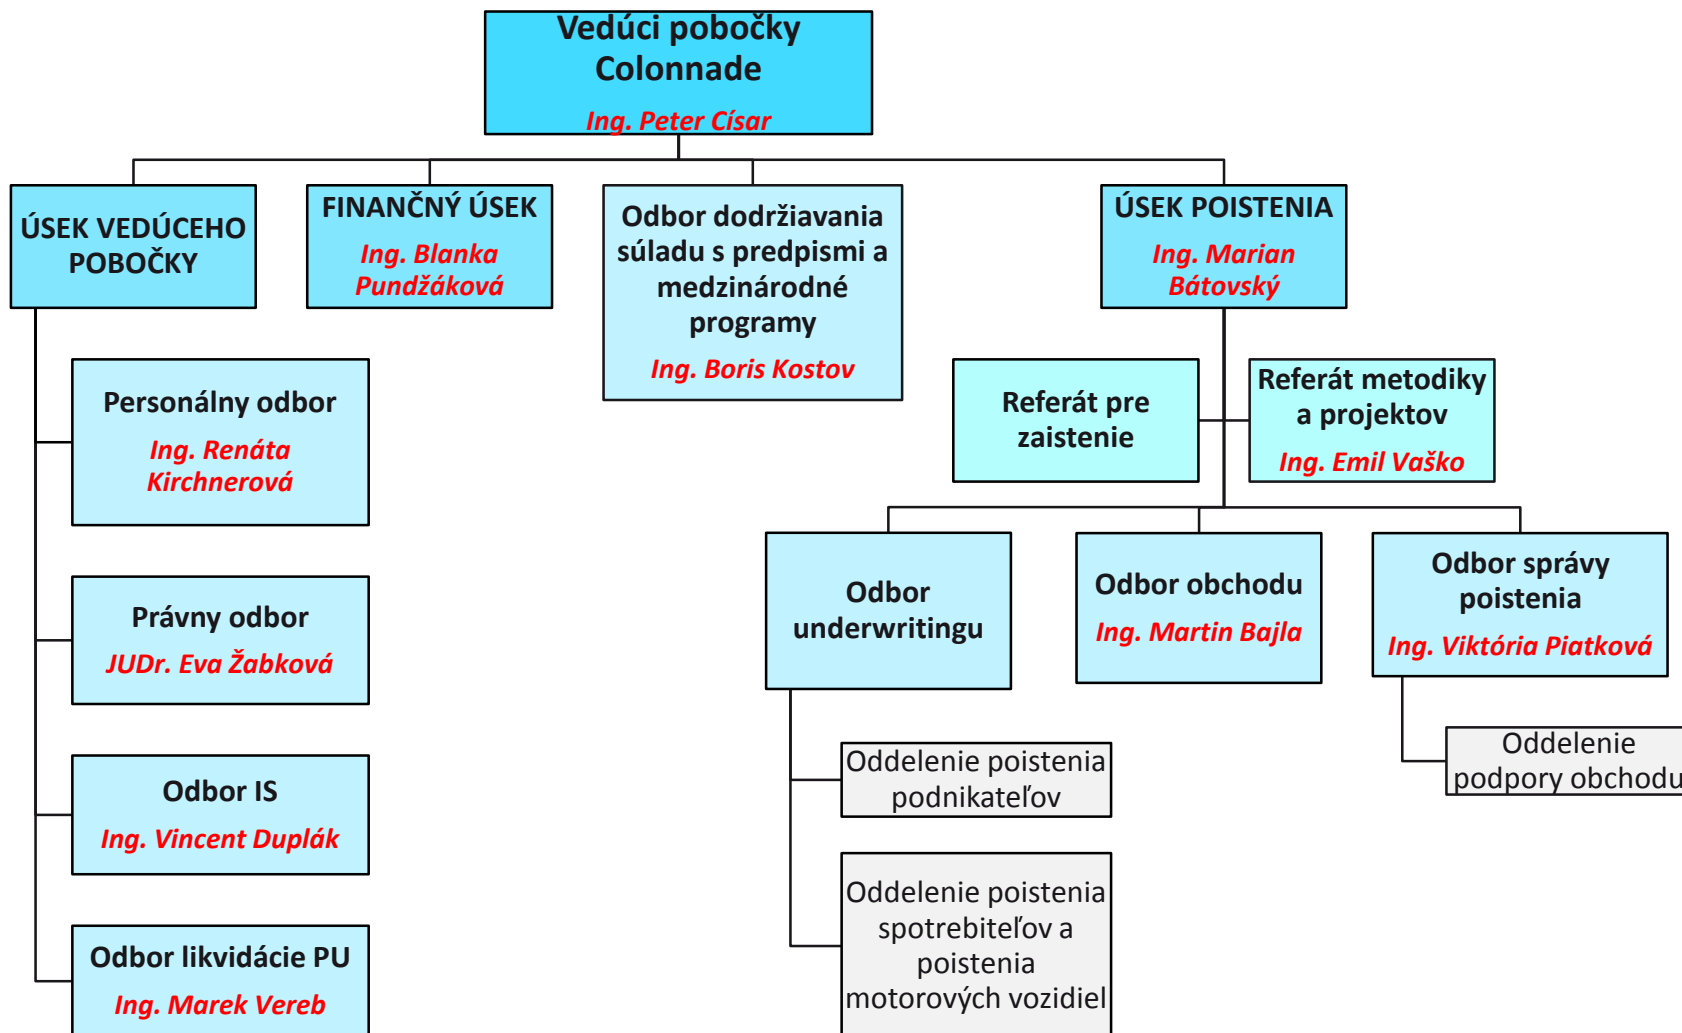 Vedúci pobočky
Colonnade
Ing. Peter Císar
ÚSEK VEDÚCEHO
POBOČKY
FINANČNÝ ÚSEK
Ing. Blanka
Pundžáková
Odbor dodržiavania
súladu s predpismi a
medzinárodné
programy
Ing. Boris Kostov
ÚSEK POISTENIA
Ing. Marian
Bátovský
Personálny odbor
Ing. Renáta
Kirchnerová
Právny odbor
JUDr. Eva Žabková
Odbor IS
Ing. Vincent Duplák
Odbor likvidácie PU
Ing. Marek Vereb
Referát pre
zaistenie
Referát metodiky
a projektov
Ing. Emil Vaško
Odbor
underwritingu
Odbor obchodu
Ing. Martin Bajla
Odbor správy
poistenia
Ing. Viktória Piatková
Oddelenie poistenia
podnikateľov
Oddelenie poistenia
spotrebiteľov a
poistenia
motorových vozidiel
Oddelenie
podpory obchodu